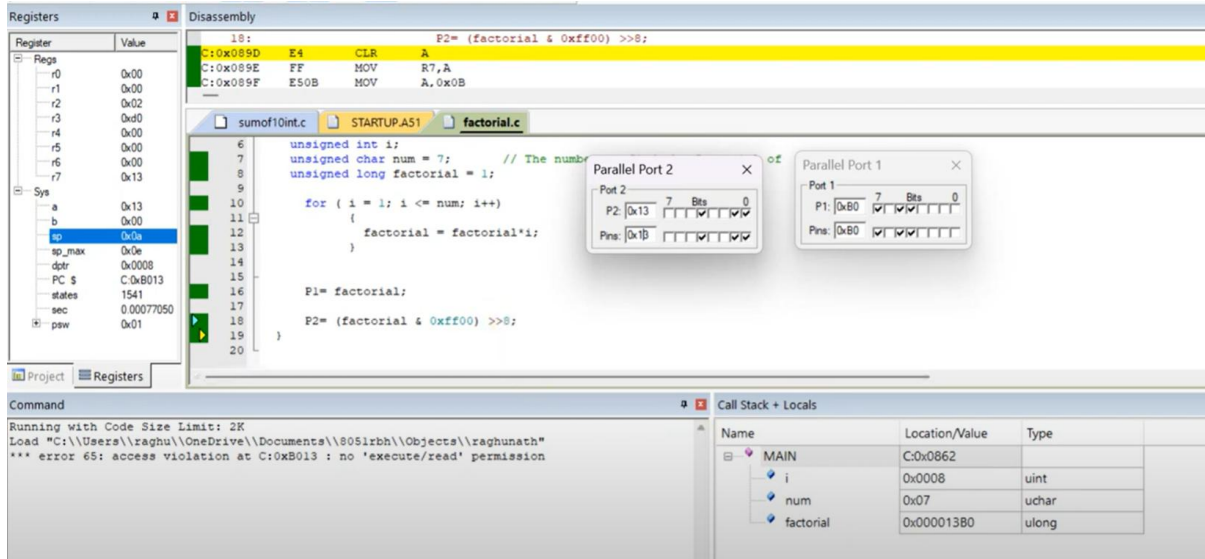 Registers
Register Value
Regs
r0 0x00
r1 0x00
r2 0x02
r3 0xd0
r4 0x00
r5 0x00
r6 0x00
r7 0x13
Sys
a 0x13
b 0x00
sp 0x0a
sp_max 0x0e
dptr 0x0008
PC $ C:0xB013
states 1541
sec 0.00077050
psw 0x01
Project Registers
Disassembly
18: P2= (factorial & 0xff00) >>8;
C:0x089D E4 CLR A
C:0x089E FF MOV R7,A
C:0x089F E50B MOV A,0x0B
sumof10int.c STARTUP.A51 factorial.c
6 unsigned int i;
7 unsigned char num = 7; // The numbe of
8 unsigned long factorial = 1;
9
10 for ( i = 1; i <= num; i++)
11 {
12 factorial = factorial*i;
13 }
14
15
16 P1= factorial;
17
18 P2= (factorial & 0xff00) >>8;
19 }
20
Parallel Port 2
Port 2
7 Bits 0
P2: 0x13
Pins: 0x13
Parallel Port 1
Port 1
7 Bits 0
P1: 0xB0
Pins: 0xB0
Command
Running with Code Size Limit: 2K
Load "C:\\Users\\raghu\\OneDrive\\Documents\\8051rbh\\Objects\\raghunath"
*** error 65: access violation at C:0xB013 : no 'execute/read' permission
Call Stack + Locals
Name Location/Value Type
MAIN C:0x0862
i 0x0008 uint
num 0x07 uchar
factorial 0x000013B0 ulong